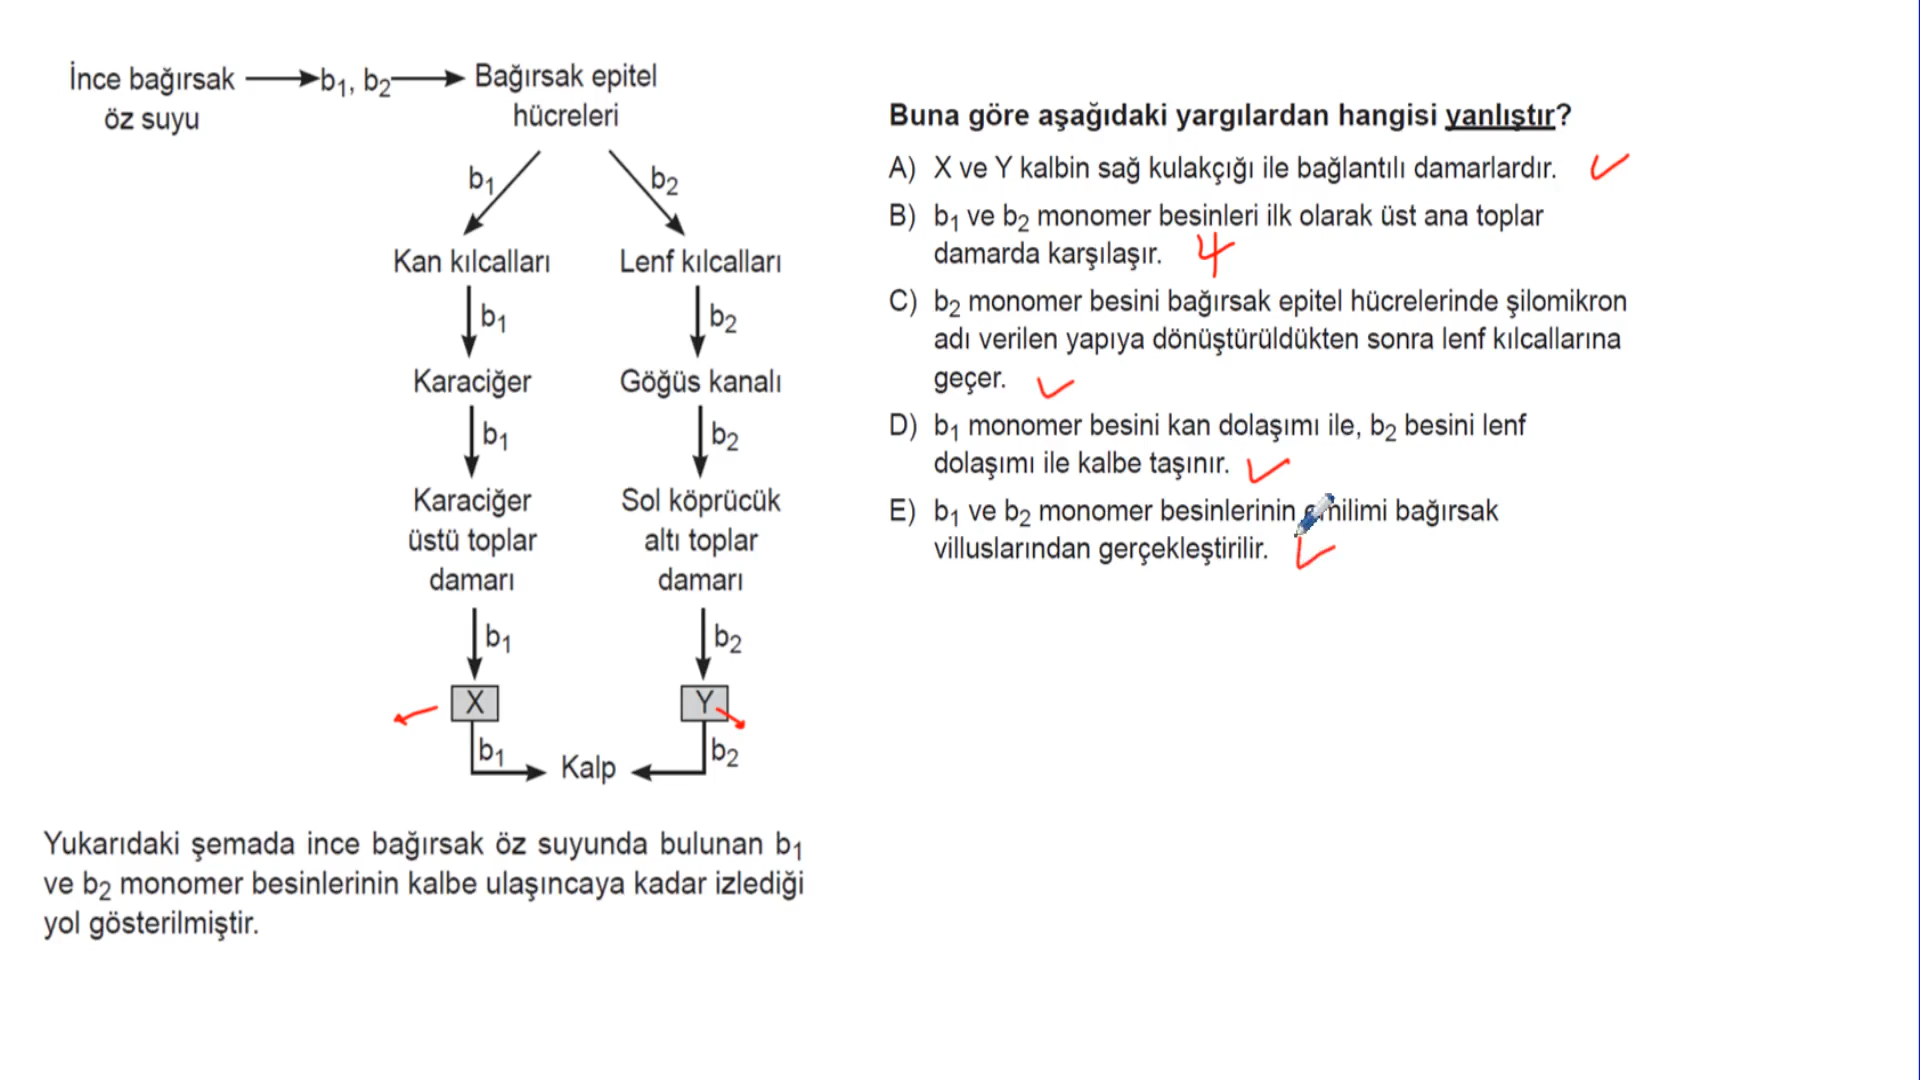 İnce bağırsak
öz suyu
b1, b2
Bağırsak epitel
hücreleri
b1
b2
Kan kılcalları
Lenf kılcalları
b1
b2
Karaciğer
Göğüs kanalı
b1
b2
Karaciğer
üstü toplar
damarı
Sol köprücük
altı toplar
damarı
b1
b2
X
Y
b1
Kalp
b2
Yukarıdaki şemada ince bağırsak öz suyunda bulunan b1
ve b2 monomer besinlerinin kalbe ulaşıncaya kadar izlediği
yol gösterilmiştir.
Buna göre aşağıdaki yargılardan hangisi yanlıştır?
A) X ve Y kalbin sağ kulakçığı ile bağlantılı damarlardır.
B) b1 ve b2 monomer besinleri ilk olarak üst ana toplar
damarda karşılaşır.
C) b2 monomer besini bağırsak epitel hücrelerinde şilomikron
adı verilen yapıya dönüştürüldükten sonra lenf kılcallarına
geçer.
D) b1 monomer besini kan dolaşımı ile, b2 besini lenf
dolaşımı ile kalbe taşınır.
E) b1 ve b2 monomer besinlerinin bağırsak
villuslarından gerçekleştirilir.